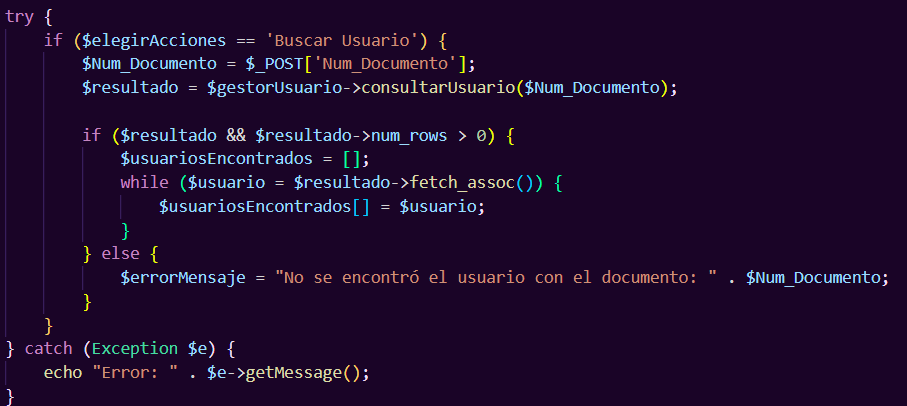 try {
    if ($elegirAcciones == 'Buscar Usuario') {
        $Num_Documento = $_POST['Num_Documento'];
        $resultado = $gestorUsuario->consultarUsuario($Num_Documento);

        if ($resultado && $resultado->num_rows > 0) {
            $usuariosEncontrados = [];
            while ($usuario = $resultado->fetch_assoc()) {
                $usuariosEncontrados[] = $usuario;
            }
        } else {
            $errorMensaje = "No se encontró el usuario con el documento: " . $Num_Documento;
        }
    }
} catch (Exception $e) {
    echo "Error: " . $e->getMessage();
}